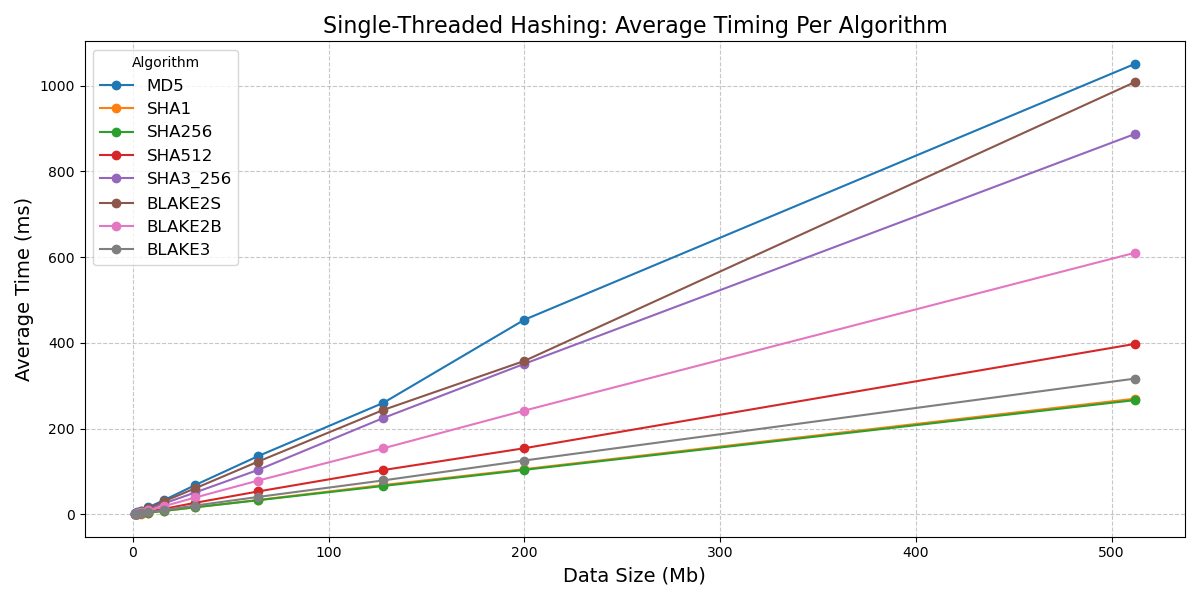 Single-Threaded Hashing: Average Timing Per Algorithm
Algorithm
MD5
SHA1
SHA256
SHA512
SHA3_256
BLAKE2S
BLAKE2B
BLAKE3
Average Time (ms)
1000
800
600
400
200
0
0 100 200 300 400 500
Data Size (Mb)